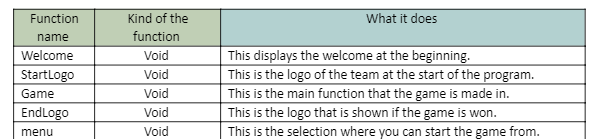 Function name Kind of the function What it does
Welcome Void This displays the welcome at the beginning.
StartLogo Void This is the logo of the team at the start of the program.
Game Void This is the main function that the game is made in.
EndLogo Void This is the logo that is shown if the game is won.
menu Void This is the selection where you can start the game from.